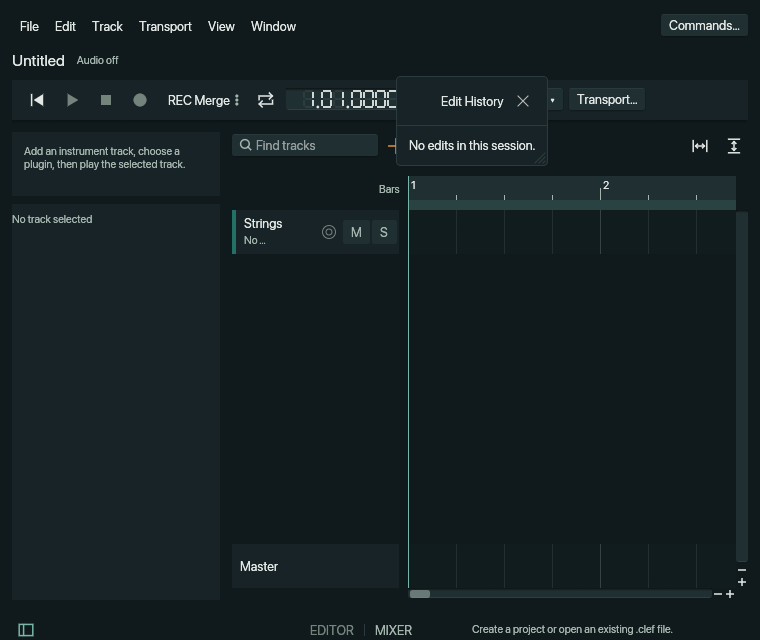 File Edit Track Transport View Window Commands...
Untitled Audio off
REC Merge 1.01.000 Transport...
Edit History
No edits in this session.
Add an instrument track, choose a
plugin, then play the selected track.
Find tracks
No track selected
Bars 1 2
Strings
No ... M S
Master
EDITOR MIXER Create a project or open an existing .clef file.